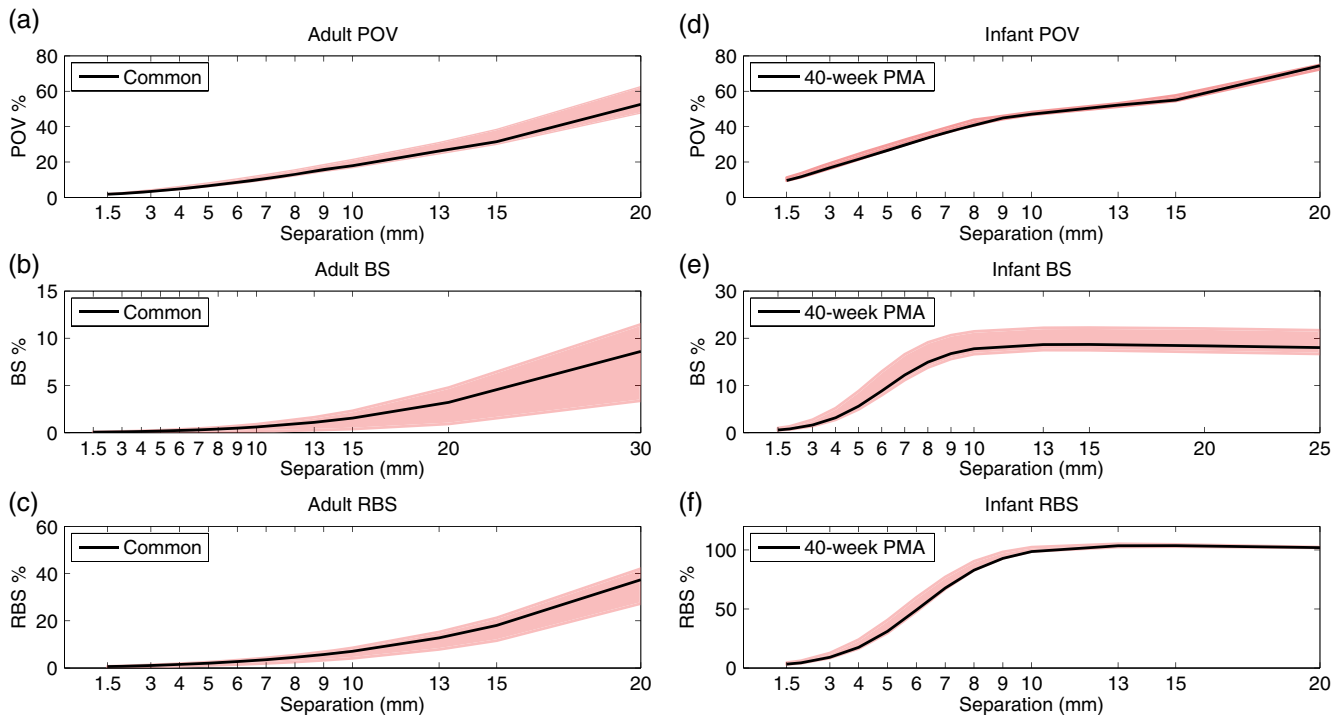 (a)
Adult POV
Common
POV %
80
60
40
20
0
1.5 3 4 5 6 7 8 9 10 13 15 20
Separation (mm)
(b)
Adult BS
Common
BS %
15
10
5
0
1.5 3 4 5 6 7 8 9 10 13 15 20 30
Separation (mm)
(c)
Adult RBS
Common
RBS %
60
40
20
0
1.5 3 4 5 6 7 8 9 10 13 15 20
Separation (mm)
(d)
Infant POV
40-week PMA
POV %
80
60
40
20
0
1.5 3 4 5 6 7 8 9 10 13 15 20
Separation (mm)
(e)
Infant BS
40-week PMA
BS %
30
20
10
0
1.5 3 4 5 6 7 8 9 10 13 15 20 25
Separation (mm)
(f)
Infant RBS
40-week PMA
RBS %
100
50
0
1.5 3 4 5 6 7 8 9 10 13 15 20
Separation (mm)